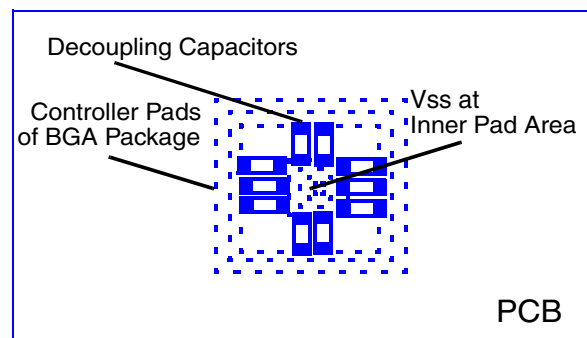 Decoupling Capacitors
Controller Pads
of BGA Package
Vss at
Inner Pad Area
PCB